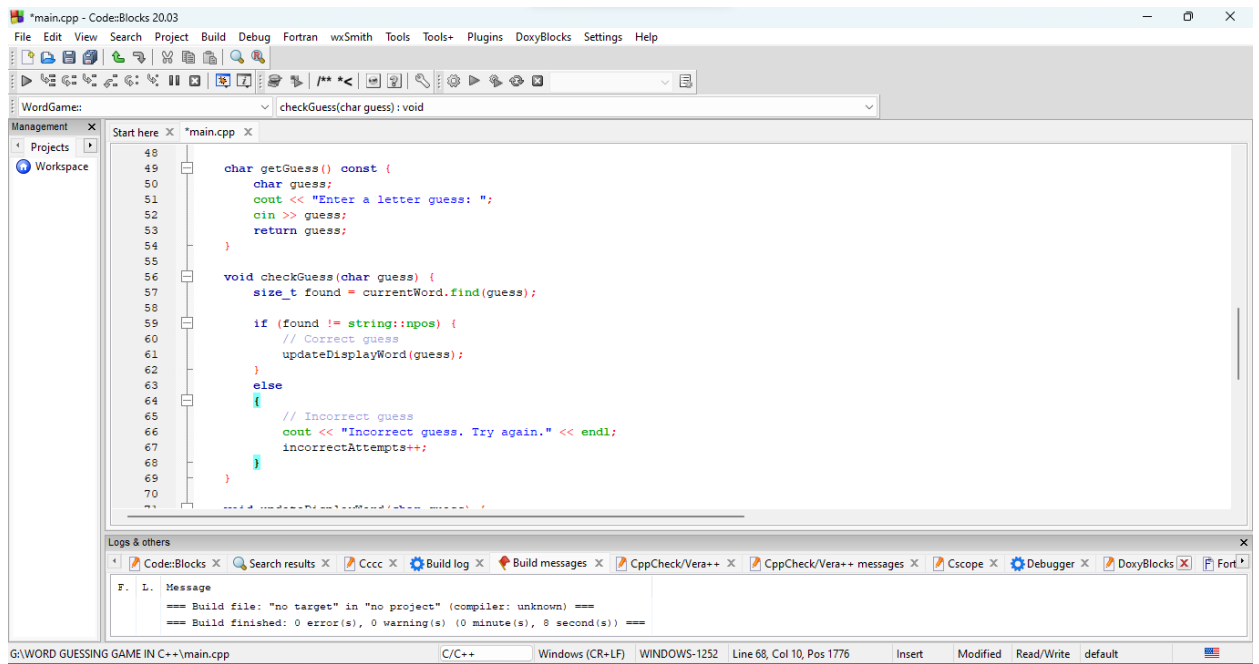 *main.cpp - Code::Blocks 20.03
File Edit View Search Project Build Debug Fortran wxSmith Tools Tools+ Plugins DoxyBlocks Settings Help
/** *<
WordGame:: checkGuess(char guess) : void
Management
Projects
Workspace
Start here *main.cpp
48
49 char getGuess() const {
50 char guess;
51 cout << "Enter a letter guess: ";
52 cin >> guess;
53 return guess;
54 }
55
56 void checkGuess(char guess) {
57 size_t found = currentWord.find(guess);
58
59 if (found != string::npos) {
60 // Correct guess
61 updateDisplayWord(guess);
62 }
63 else
64 {
65 // Incorrect guess
66 cout << "Incorrect guess. Try again." << endl;
67 incorrectAttempts++;
68 }
69 }
70
71 void updateDisplayWord(char guess) {
Logs & others
Code::Blocks Search results Cccc Build log Build messages CppCheck/Vera++ CppCheck/Vera++ messages Cscope Debugger DoxyBlocks Fort
F. L. Message
=== Build file: "no target" in "no project" (compiler: unknown) ===
=== Build finished: 0 error(s), 0 warning(s) (0 minute(s), 8 second(s)) ===
G:\WORD GUESSING GAME IN C++\main.cpp C/C++ Windows (CR+LF) WINDOWS-1252 Line 68, Col 10, Pos 1776 Insert Modified Read/Write default